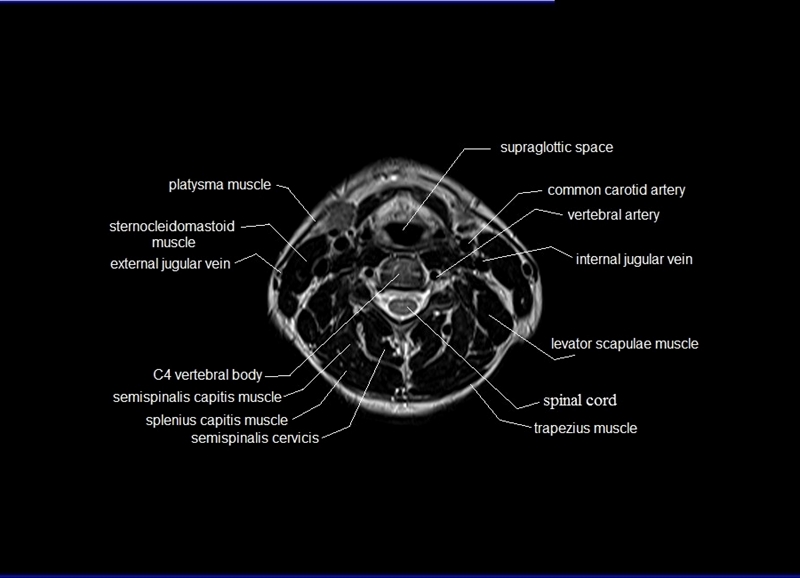 supraglottic space
platysma muscle
common carotid artery
vertebral artery
sternocleidomastoid
muscle
external jugular vein
internal jugular vein
levator scapulae muscle
C4 vertebral body
semispinalis capitis muscle
spinal cord
splenius capitis muscle
trapezius muscle
semispinalis cervicis